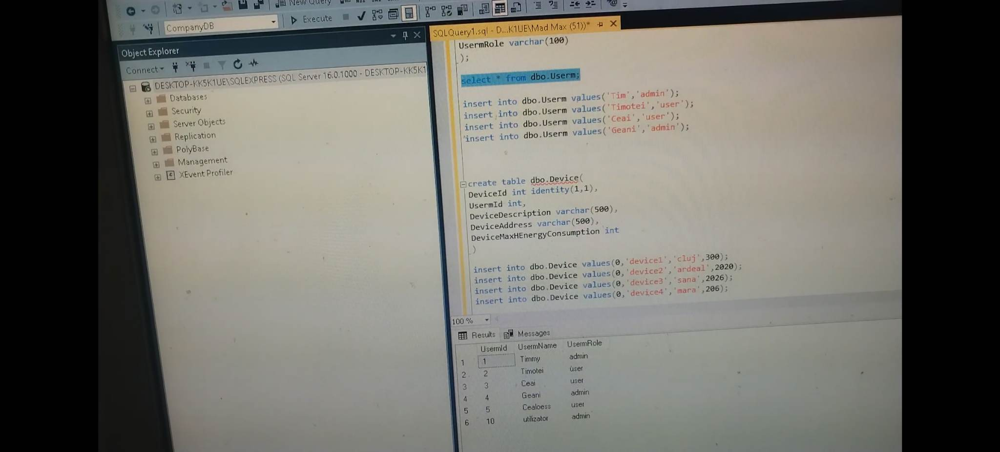 New Query
CompanyDB
Execute
Object Explorer
Connect
DESKTOP-KK5K1UE\SQLEXPRESS (SQL Server 16.0.1000 - DESKTOP-KK5K1
Databases
Security
Server Objects
Replication
PolyBase
Management
XEvent Profiler
SQLQuery1.sql - D...K1UE\Mad Max (51))*
UsermRole varchar(100)
);
select * from dbo.Userm;
insert into dbo.Userm values('Tim','admin');
insert into dbo.Userm values('Timotei','user');
insert into dbo.Userm values('Ceai','user');
insert into dbo.Userm values('Geani','admin');
create table dbo.Device(
DeviceId int identity(1,1),
UsermId int,
DeviceDescription varchar(500),
DeviceAddress varchar(500),
DeviceMaxHEnergyConsumption int
)
insert into dbo.Device values(0,'device1','cluj',300);
insert into dbo.Device values(0,'device2','ardeal',2020);
insert into dbo.Device values(0,'device3','sana',2026);
insert into dbo.Device values(0,'device4','mara',206);
100 %
Results Messages
UsermId UsermName UsermRole
1 1 Timmy admin
2 2 Timotei user
3 3 Ceai user
4 4 Geani admin
5 5 Cealoess user
6 10 utilizator admin